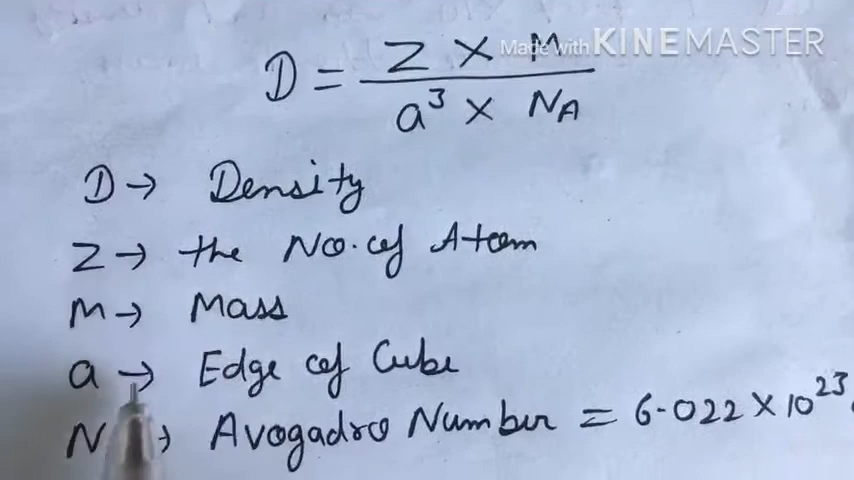 Made with KINEMASTER
D = Z × M
a³ × NA
D → Density
Z → the No. of Atom
M → Mass
a → Edge of Cube
N → Avogadro Number = 6.022 × 10²³